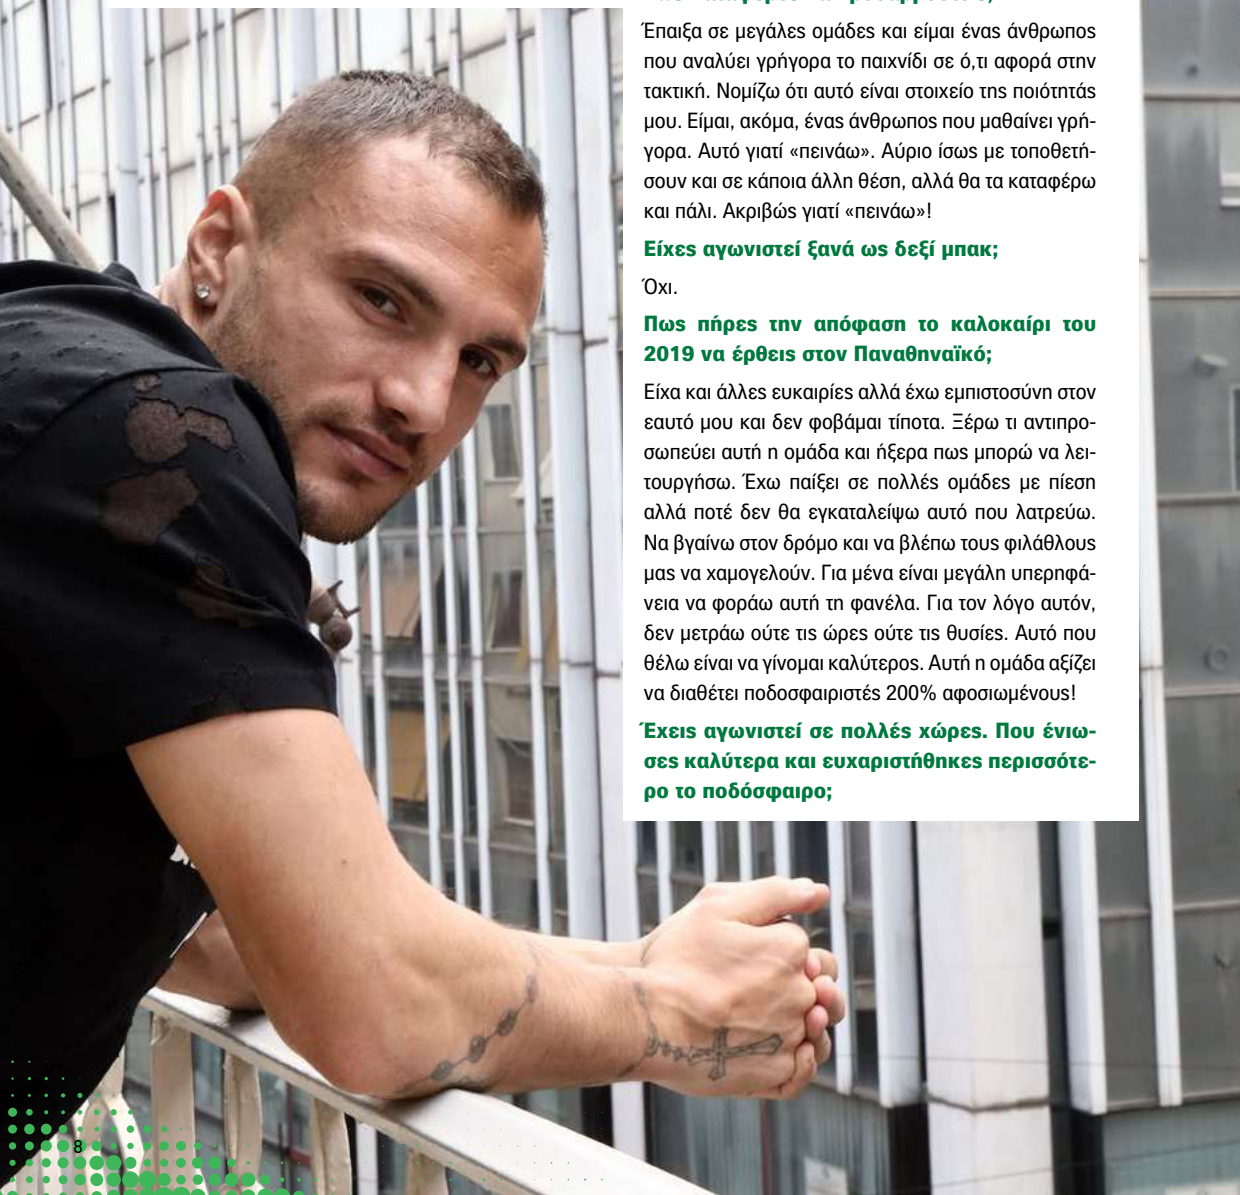 Έπαιξα σε μεγάλες ομάδες και είμαι ένας άνθρωπος
που αναλύει γρήγορα το παιχνίδι σε ό,τι αφορά στην
τακτική. Νομίζω ότι αυτό είναι στοιχείο της ποιότητάς
μου. Είμαι, ακόμα, ένας άνθρωπος που μαθαίνει γρή-
γορα. Αυτό γιατί «πεινάω». Αύριο ίσως με τοποθετή-
σουν και σε κάποια άλλη θέση, αλλά θα τα καταφέρω
και πάλι. Ακριβώς γιατί «πεινάω»!
Είχες αγωνιστεί ξανά ως δεξί μπακ;
Όχι.
Πως πήρες την απόφαση το καλοκαίρι του
2019 να έρθεις στον Παναθηναϊκό;
Είχα και άλλες ευκαιρίες αλλά έχω εμπιστοσύνη στον
εαυτό μου και δεν φοβάμαι τίποτα. Ξέρω τι αντιπρο-
σωπεύει αυτή η ομάδα και ήξερα πως μπορώ να λει-
τουργήσω. Έχω παίξει σε πολλές ομάδες με πίεση
αλλά ποτέ δεν θα εγκαταλείψω αυτό που λατρεύω.
Να βγαίνω στον δρόμο και να βλέπω τους φιλάθλους
μας να χαμογελούν. Για μένα είναι μεγάλη υπερηφά-
νεια να φοράω αυτή τη φανέλα. Για τον λόγο αυτόν,
δεν μετράω ούτε τις ώρες ούτε τις θυσίες. Αυτό που
θέλω είναι να γίνομαι καλύτερος. Αυτή η ομάδα αξίζει
να διαθέτει ποδοσφαιριστές 200% αφοσιωμένους!
Έχεις αγωνιστεί σε πολλές χώρες. Που ένιω-
σες καλύτερα και ευχαριστήθηκες περισσότε-
ρο το ποδόσφαιρο;
8